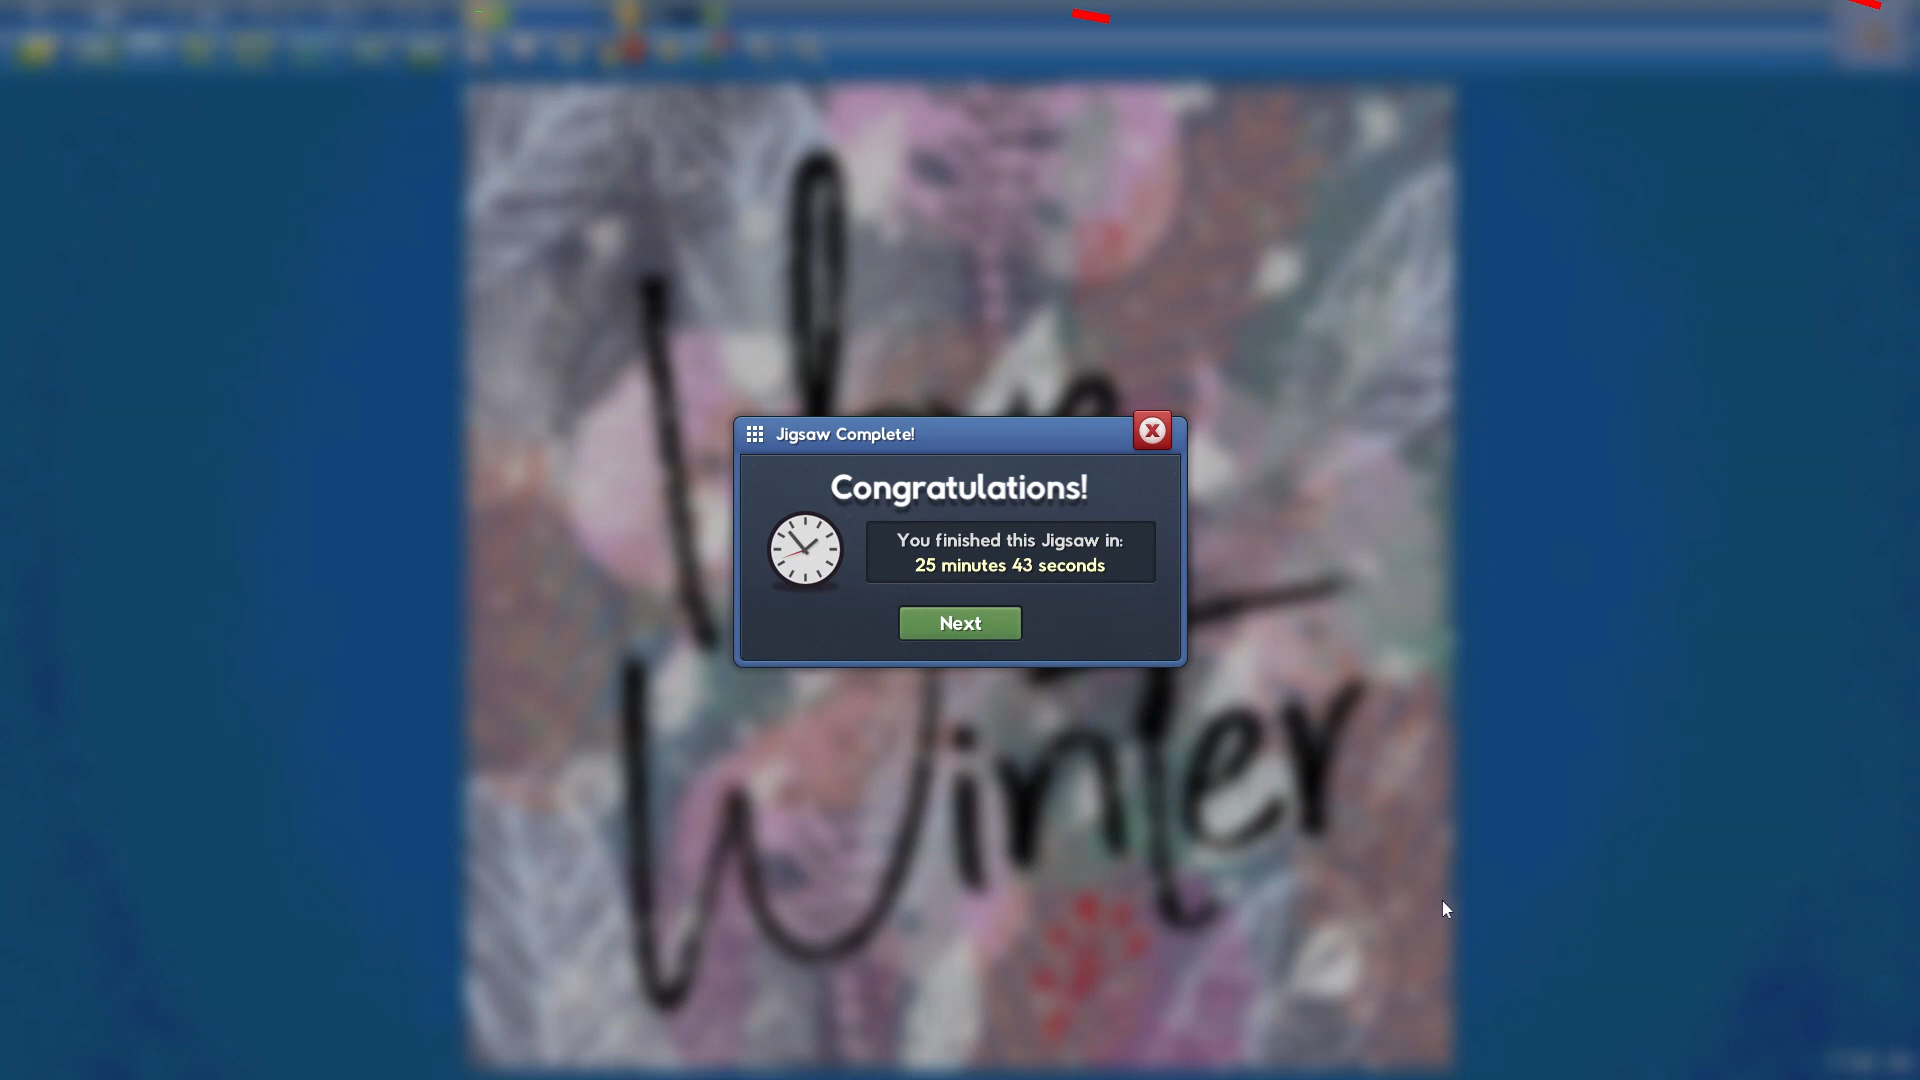 Jigsaw Complete!
Congratulations!
You finished this Jigsaw in:
25 minutes 43 seconds
Next
Winter